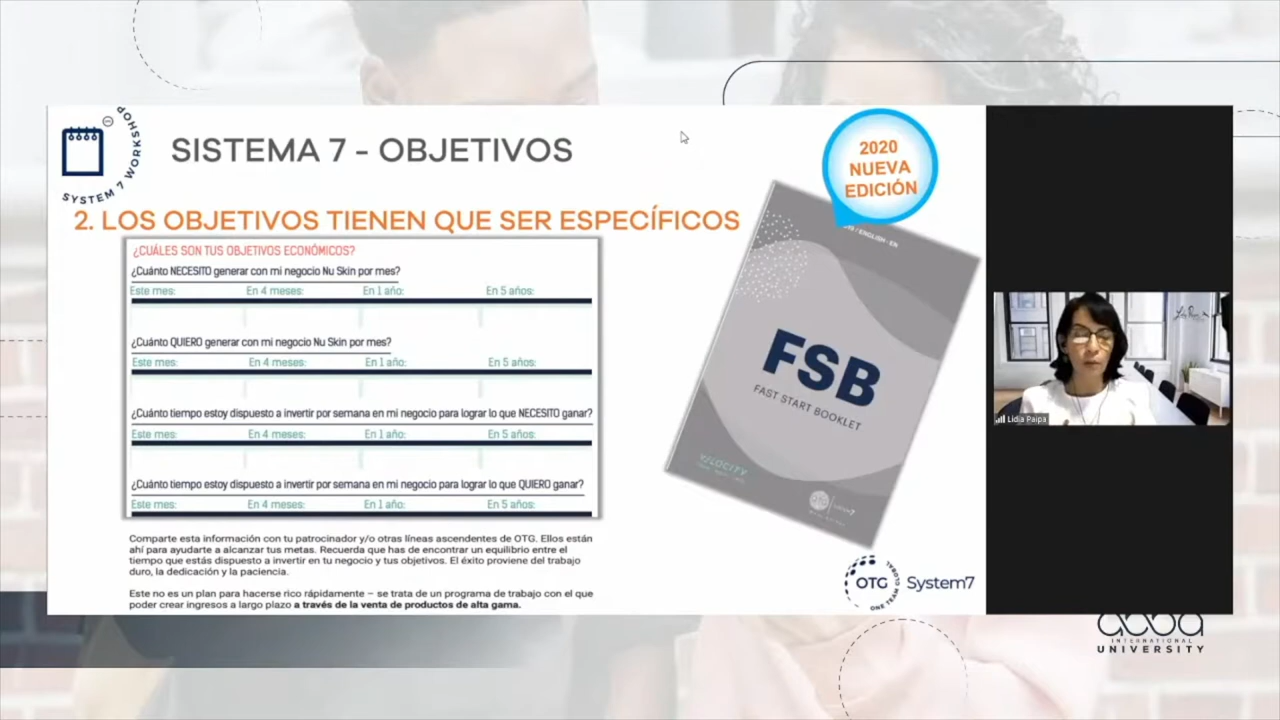 SYSTEM 7 WORKSHOP
SISTEMA 7 - OBJETIVOS
2020
NUEVA
EDICIÓN
2. LOS OBJETIVOS TIENEN QUE SER ESPECÍFICOS
¿CUÁLES SON TUS OBJETIVOS ECONÓMICOS?
¿Cuánto NECESITO generar con mi negocio Nu Skin por mes?
Este mes: En 4 meses: En 1 año: En 5 años:
¿Cuánto QUIERO generar con mi negocio Nu Skin por mes?
Este mes: En 4 meses: En 1 año: En 5 años:
¿Cuánto tiempo estoy dispuesto a invertir por semana en mi negocio para lograr lo que NECESITO ganar?
Este mes: En 4 meses: En 1 año: En 5 años:
¿Cuánto tiempo estoy dispuesto a invertir por semana en mi negocio para lograr lo que QUIERO ganar?
Este mes: En 4 meses: En 1 año: En 5 años:
Comparte esta información con tu patrocinador y/o otras líneas ascendentes de OTG. Ellos están
ahí para ayudarte a alcanzar tus metas. Recuerda que has de encontrar un equilibrio entre el
tiempo que estás dispuesto a invertir en tu negocio y tus objetivos. El éxito proviene del trabajo
duro, la dedicación y la paciencia.
Este no es un plan para hacerse rico rápidamente – se trata de un programa de trabajo con el que
poder crear ingresos a largo plazo a través de la venta de productos de alta gama.
/ ENGLISH - EN
FSB
FAST START BOOKLET
VELOCITY
OTG
ONE TEAM GLOBAL
System7
Lidia Paipa
acba
INTERNATIONAL
UNIVERSITY